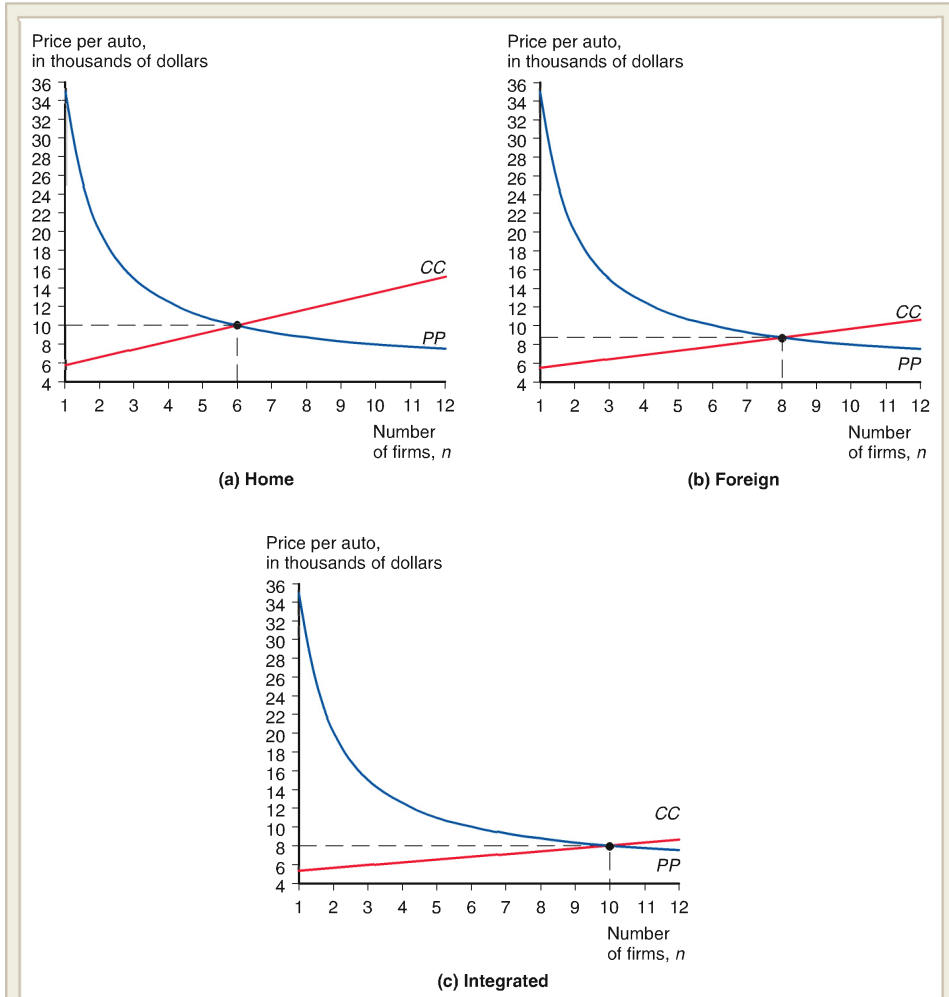 Price per auto,
in thousands of dollars
36
34
32
30
28
26
24
22
20
18
16
14
12
10
8
6
4
CC
PP
1 2 3 4 5 6 7 8 9 10 11 12
Number
of firms, n
(a) Home
Price per auto,
in thousands of dollars
36
34
32
30
28
26
24
22
20
18
16
14
12
10
8
6
4
CC
PP
1 2 3 4 5 6 7 8 9 10 11 12
Number
of firms, n
(b) Foreign
Price per auto,
in thousands of dollars
36
34
32
30
28
26
24
22
20
18
16
14
12
10
8
6
4
CC
PP
1 2 3 4 5 6 7 8 9 10 11 12
Number
of firms, n
(c) Integrated